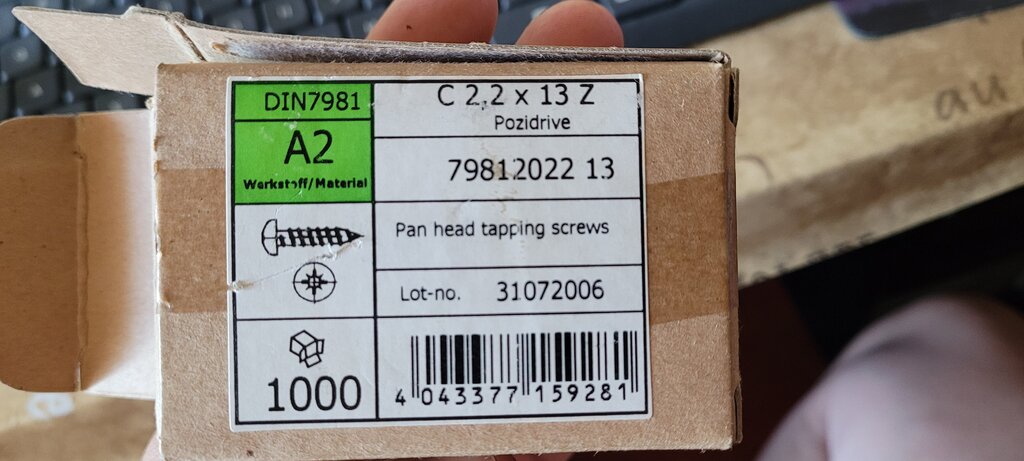 DIN7981
A2
Werkstoff/Material
C 2,2 x 13 Z
Pozidrive
79812022 13
Pan head tapping screws
Lot-no. 31072006
1000
4 043377 159281
au